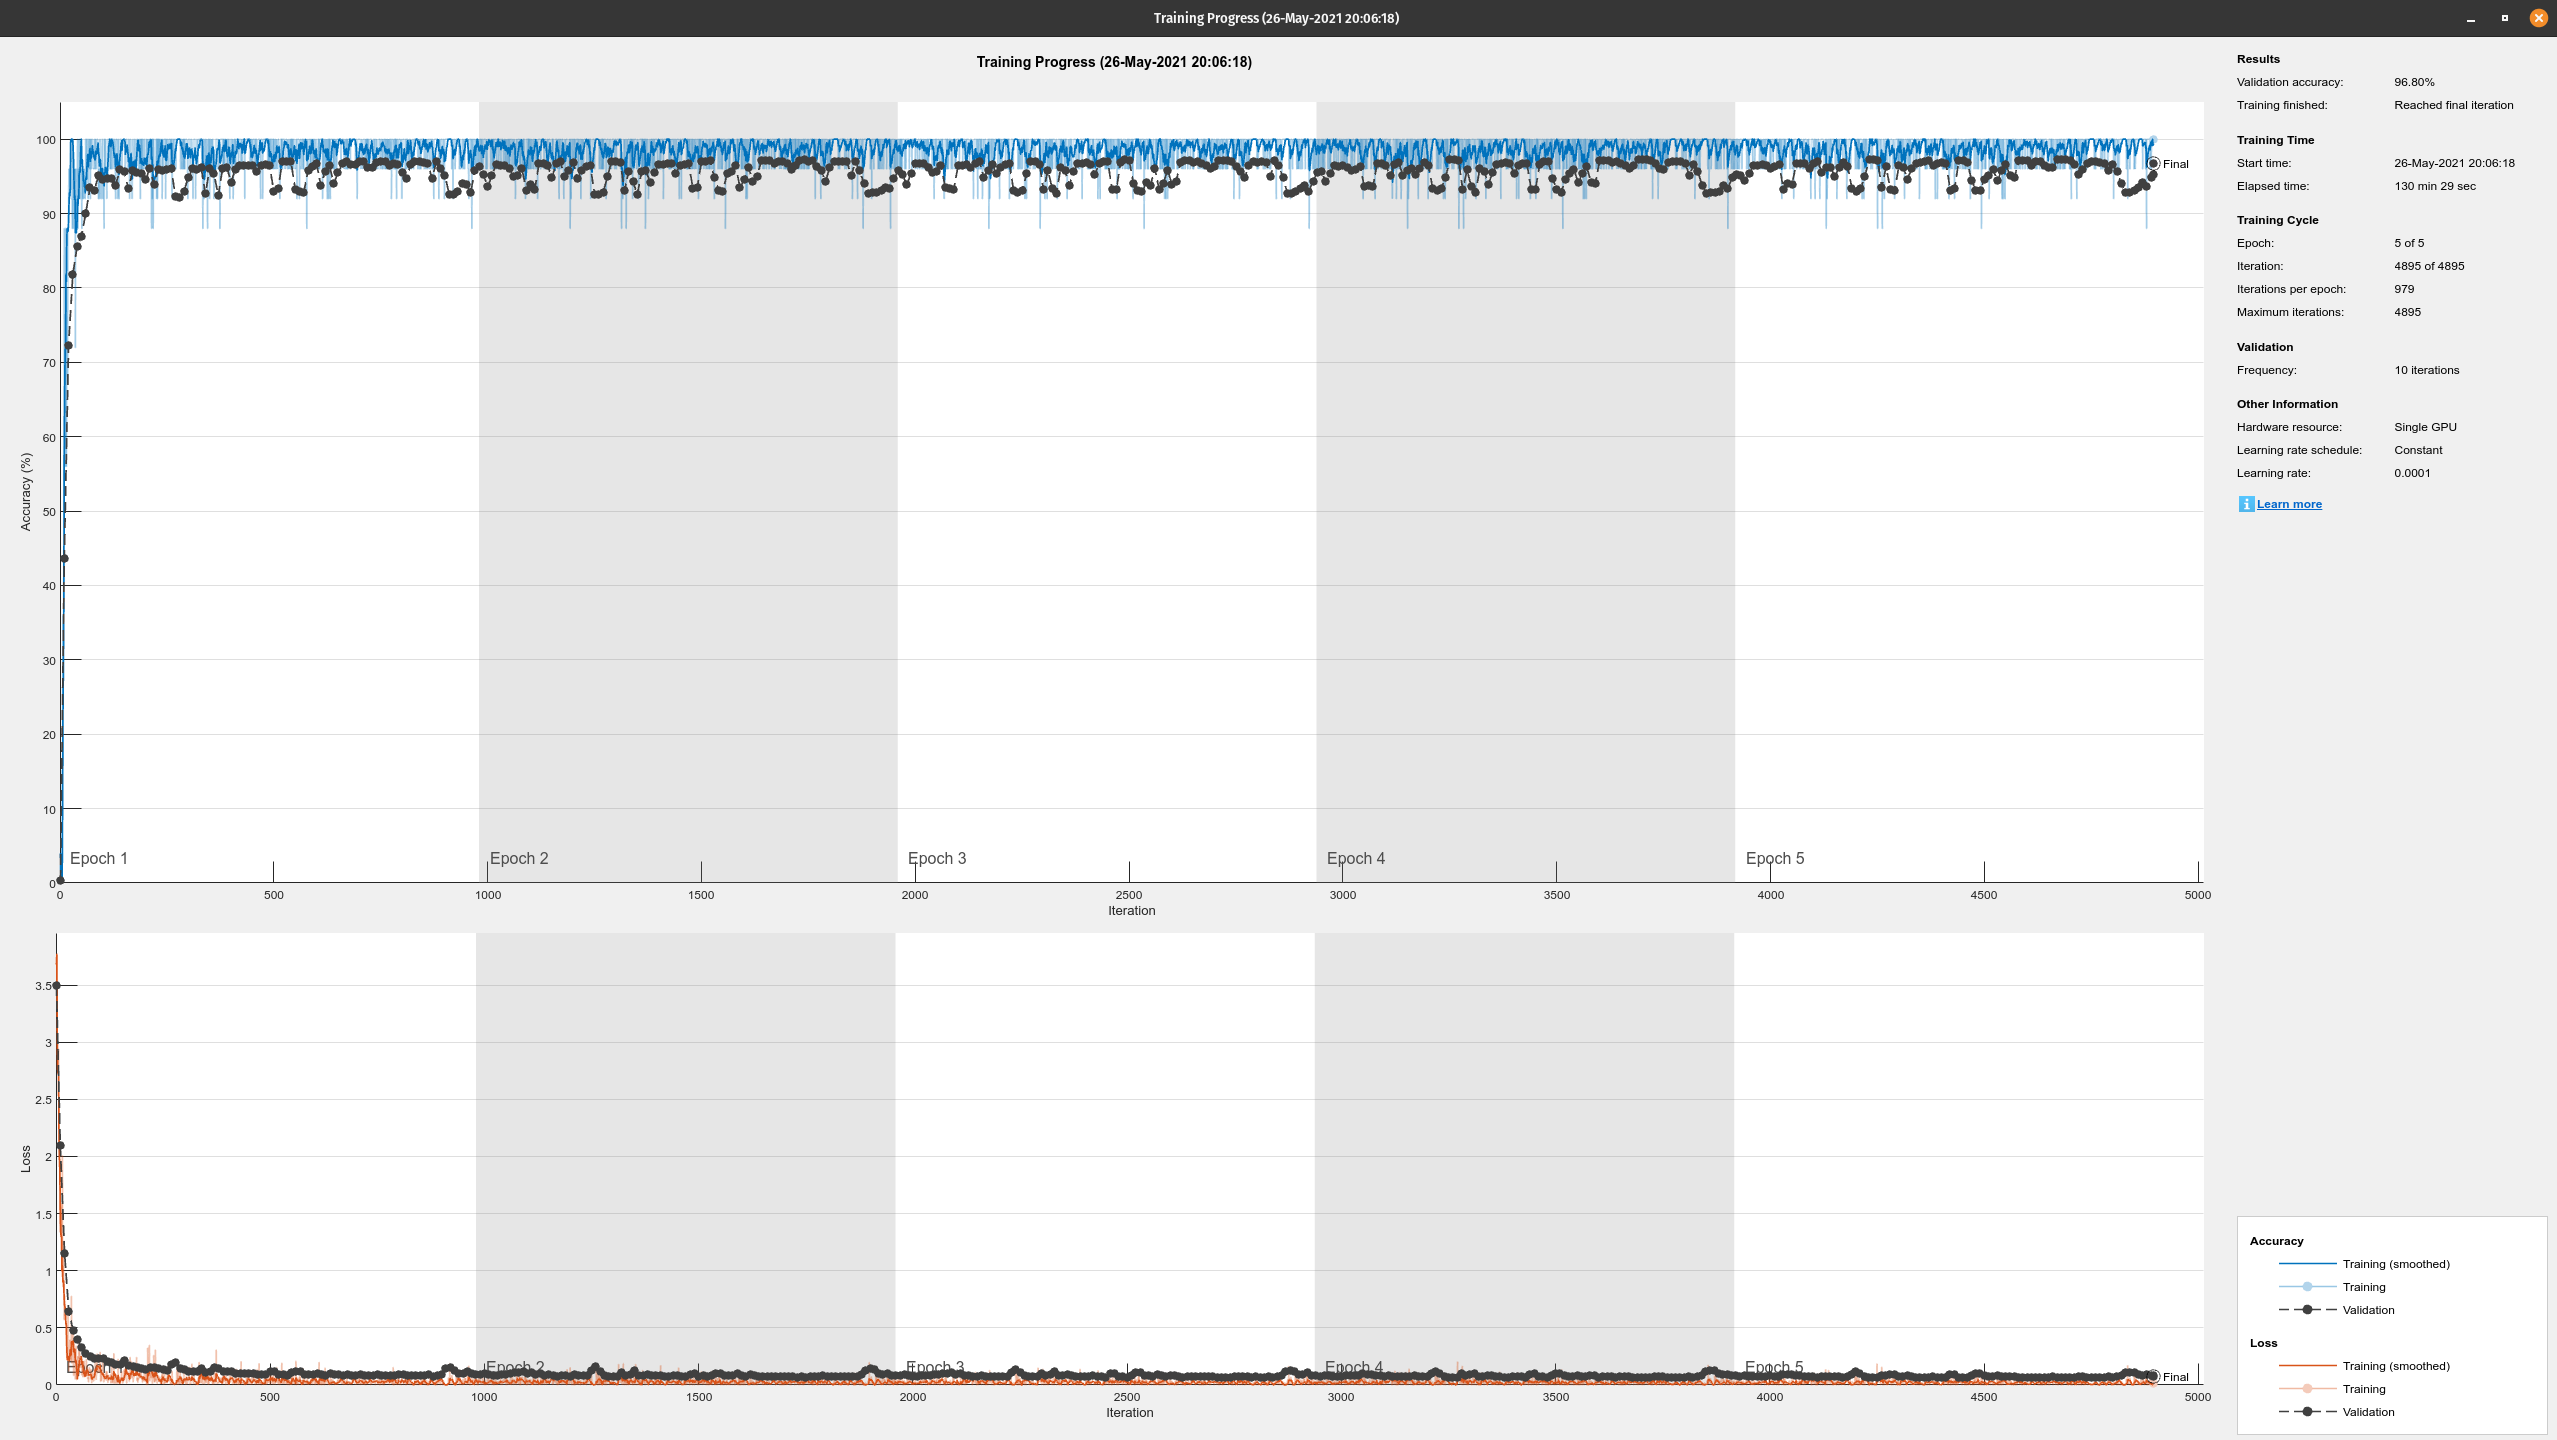 Training Progress (26-May-2021 20:06:18)
Training Progress (26-May-2021 20:06:18)
Accuracy (%)
100
90
80
70
60
50
40
30
20
10
0
Epoch 1
Epoch 2
Epoch 3
Epoch 4
Epoch 5
Final
0
500
1000
1500
2000
2500
3000
3500
4000
4500
5000
Iteration
Loss
3.5
3
2.5
2
1.5
1
0.5
0
Epoch
Epoch 2
Epoch 3
Epoch 4
Epoch 5
Final
0
500
1000
1500
2000
2500
3000
3500
4000
4500
5000
Iteration
Results
Validation accuracy: 96.80%
Training finished: Reached final iteration
Training Time
Start time: 26-May-2021 20:06:18
Elapsed time: 130 min 29 sec
Training Cycle
Epoch: 5 of 5
Iteration: 4895 of 4895
Iterations per epoch: 979
Maximum iterations: 4895
Validation
Frequency: 10 iterations
Other Information
Hardware resource: Single GPU
Learning rate schedule: Constant
Learning rate: 0.0001
Learn more
Accuracy
Training (smoothed)
Training
Validation
Loss
Training (smoothed)
Training
Validation